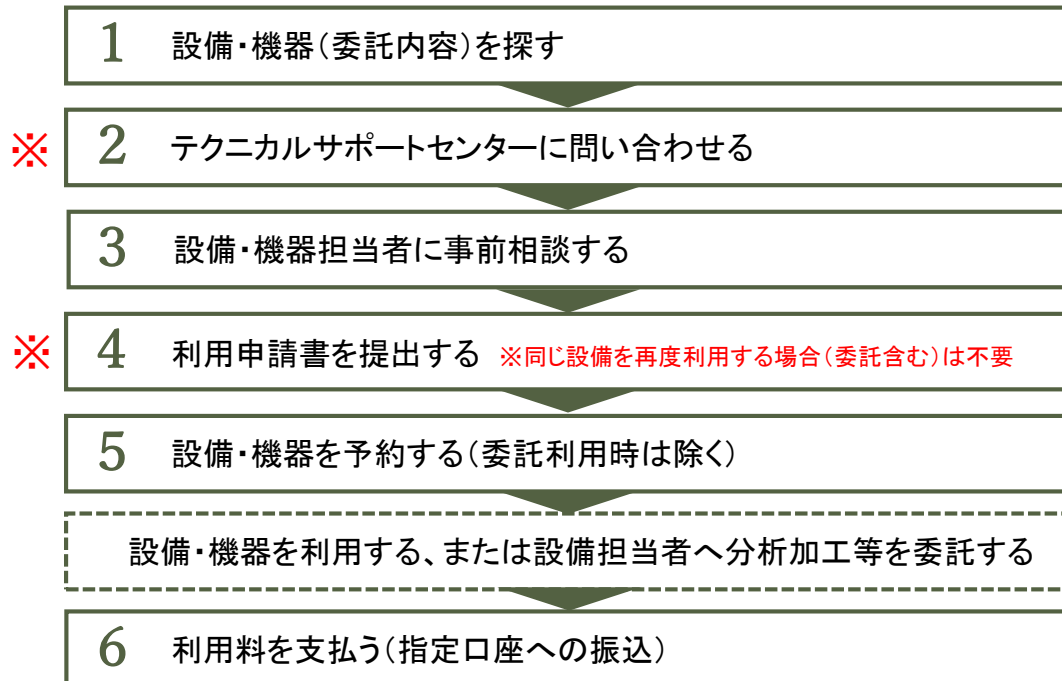 1 設備・機器(委託内容)を探す
※ 2 テクニカルサポートセンターに問い合わせる
3 設備・機器担当者に事前相談する
※ 4 利用申請書を提出する ※同じ設備を再度利用する場合(委託含む)は不要
5 設備・機器を予約する(委託利用時は除く)
設備・機器を利用する、または設備担当者へ分析加工等を委託する
6 利用料を支払う(指定口座への振込)